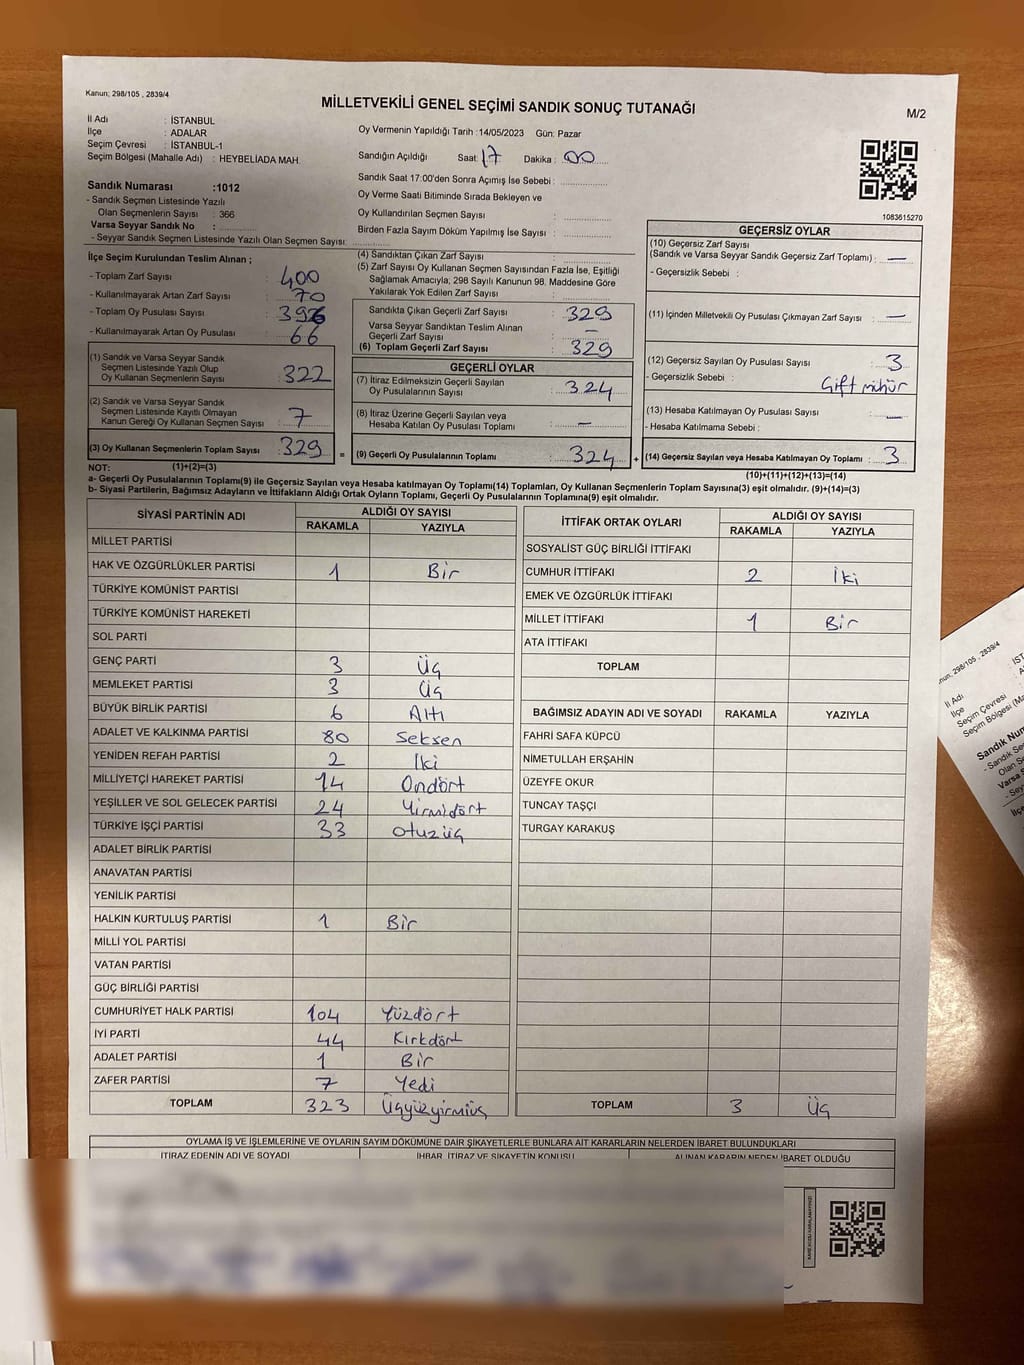 Kanun; 298/105 , 2839/4
MİLLETVEKİLİ GENEL SEÇİMİ SANDIK SONUÇ TUTANAĞI
M/2
İl Adı : İSTANBUL
İlçe : ADALAR
Seçim Çevresi : İSTANBUL-1
Seçim Bölgesi (Mahalle Adı) : HEYBELİADA MAH.
Sandık Numarası :1012
- Sandık Seçmen Listesinde Yazılı
Olan Seçmenlerin Sayısı : 366
Varsa Seyyar Sandık No :
- Seyyar Sandık Seçmen Listesinde Yazılı Olan Seçmen Sayısı:
Oy Vermenin Yapıldığı Tarih :14/05/2023 Gün: Pazar
Sandığın Açıldığı Saat: 17 Dakika : 00
Sandık Saat 17:00'den Sonra Açımış İse Sebebi :
Oy Verme Saati Bitiminde Sırada Bekleyen ve
Oy Kullandırılan Seçmen Sayısı :
Birden Fazla Sayım Döküm Yapılmış İse Sayısı :
1083615270
İlçe Seçim Kurulundan Teslim Alınan ;
- Toplam Zarf Sayısı : 400
- Kullanılmayarak Artan Zarf Sayısı : 70
- Toplam Oy Pusulası Sayısı : 396
- Kullanılmayarak Artan Oy Pusulası : 66
(1) Sandık ve Varsa Seyyar Sandık
Seçmen Listesinde Yazılı Olup
Oy Kullanan Seçmenlerin Sayısı : 322
(2) Sandık ve Varsa Seyyar Sandık
Seçmen Listesinde Kayıtlı Olmayan
Kanun Gereği Oy Kullanan Seçmen Sayısı : 7
(3) Oy Kullanan Seçmenlerin Toplam Sayısı : 329
(4) Sandıktan Çıkan Zarf Sayısı :
(5) Zarf Sayısı Oy Kullanan Seçmen Sayısından Fazla İse, Eşitliği
Sağlamak Amacıyla, 298 Sayılı Kanunun 98. Maddesine Göre
Yakılarak Yok Edilen Zarf Sayısı :
Sandıkta Çıkan Geçerli Zarf Sayısı : 329
Varsa Seyyar Sandıktan Teslim Alınan
Geçerli Zarf Sayısı : –
(6) Toplam Geçerli Zarf Sayısı : 329
GEÇERLİ OYLAR
(7) İtiraz Edilmeksizin Geçerli Sayılan
Oy Pusulalarının Sayısı : 324
(8) İtiraz Üzerine Geçerli Sayılan veya
Hesaba Katılan Oy Pusulası Toplamı : –
= (9) Geçerli Oy Pusulalarının Toplamı : 324 +
GEÇERSİZ OYLAR
(10) Geçersiz Zarf Sayısı
(Sandık ve Varsa Seyyar Sandık Geçersiz Zarf Toplamı) : –
- Geçersizlik Sebebi :
(11) İçinden Milletvekili Oy Pusulası Çıkmayan Zarf Sayısı : –
(12) Geçersiz Sayılan Oy Pusulası Sayısı : 3
- Geçersizlik Sebebi : Çift mühür
(13) Hesaba Katılmayan Oy Pusulası Sayısı : –
- Hesaba Katılmama Sebebi :
(14) Geçersiz Sayılan veya Hesaba Katılmayan Oy Toplamı : 3
NOT: (1)+(2)=(3)
(10)+(11)+(12)+(13)=(14)
a- Geçerli Oy Pusulalarının Toplamı(9) ile Geçersiz Sayılan veya Hesaba katılmayan Oy Toplamı(14) Toplamları, Oy Kullanan Seçmenlerin Toplam Sayısına(3) eşit olmalıdır. (9)+(14)=(3)
b- Siyasi Partilerin, Bağımsız Adayların ve İttifakların Aldığı Ortak Oyların Toplamı, Geçerli Oy Pusulalarının Toplamına(9) eşit olmalıdır.
SİYASİ PARTİNİN ADI ALDIĞI OY SAYISI
RAKAMLA YAZIYLA
MİLLET PARTİSİ
HAK VE ÖZGÜRLÜKLER PARTİSİ 1 Bir
TÜRKİYE KOMÜNİST PARTİSİ
TÜRKİYE KOMÜNİST HAREKETİ
SOL PARTİ
GENÇ PARTİ 3 Üç
MEMLEKET PARTİSİ 3 Üç
BÜYÜK BİRLİK PARTİSİ 6 Altı
ADALET VE KALKINMA PARTİSİ 80 Seksen
YENİDEN REFAH PARTİSİ 2 İki
MİLLİYETÇİ HAREKET PARTİSİ 14 Ondört
YEŞİLLER VE SOL GELECEK PARTİSİ 24 Yirmidört
TÜRKİYE İŞÇİ PARTİSİ 33 otuzüç
ADALET BİRLİK PARTİSİ
ANAVATAN PARTİSİ
YENİLİK PARTİSİ
HALKIN KURTULUŞ PARTİSİ 1 Bir
MİLLİ YOL PARTİSİ
VATAN PARTİSİ
GÜÇ BİRLİĞİ PARTİSİ
CUMHURİYET HALK PARTİSİ 104 Yüzdört
İYİ PARTİ 44 Kırkdört
ADALET PARTİSİ 1 Bir
ZAFER PARTİSİ 7 Yedi
TOPLAM 323 Üçyüzyirmiüç
İTTİFAK ORTAK OYLARI ALDIĞI OY SAYISI
RAKAMLA YAZIYLA
SOSYALİST GÜÇ BİRLİĞİ İTTİFAKI
CUMHUR İTTİFAKI 2 İki
EMEK VE ÖZGÜRLÜK İTTİFAKI
MİLLET İTTİFAKI 1 Bir
ATA İTTİFAKI
TOPLAM
BAĞIMSIZ ADAYIN ADI VE SOYADI RAKAMLA YAZIYLA
FAHRİ SAFA KÜPCÜ
NİMETULLAH ERŞAHİN
ÜZEYFE OKUR
TUNCAY TAŞÇI
TURGAY KARAKUŞ
TOPLAM 3 Üç
OYLAMA İŞ VE İŞLEMLERİNE VE OYLARIN SAYIM DÖKÜMÜNE DAİR ŞİKAYETLERLE BUNLARA AİT KARARLARIN NELERDEN İBARET BULUNDUKLARI
İTİRAZ EDENİN ADI VE SOYADI İHBAR, İTİRAZ VE ŞİKAYETİN KONUSU ALINAN KARARIN NEDEN İBARET OLDUĞU
298/105 , 2839/4
İl Adı
İlçe
Seçim Çevresi
Seçim Bölgesi